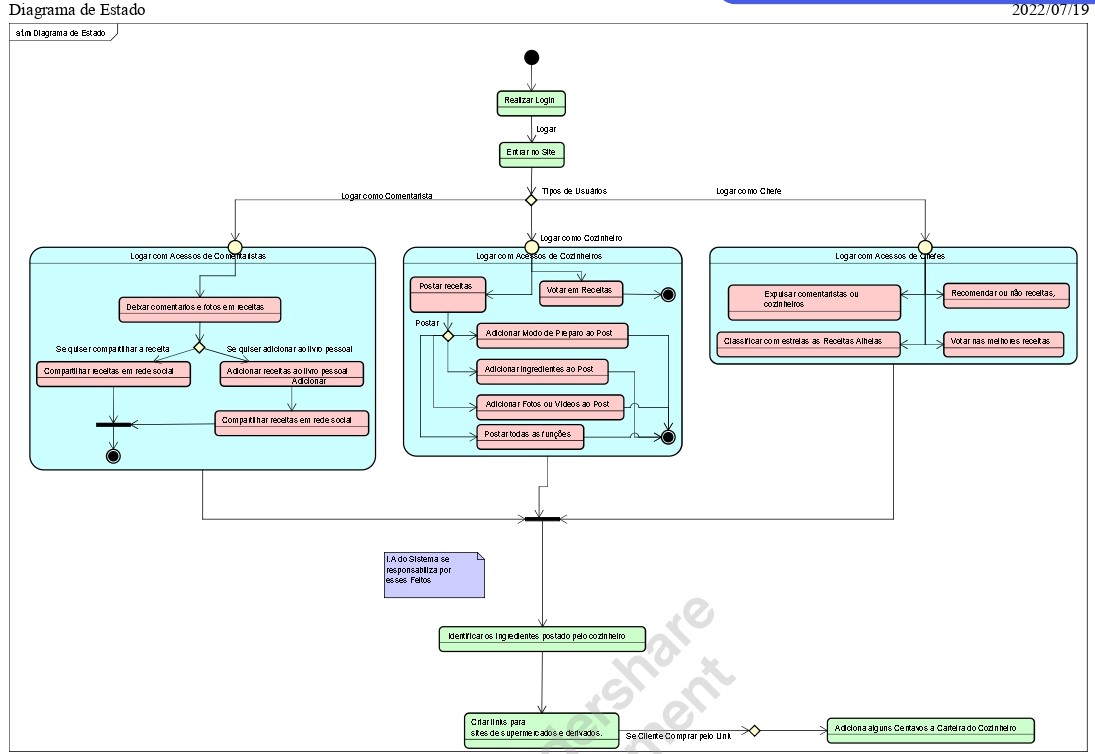 Diagrama de Estado
2022/07/19
stm Diagrama de Estado
Realizar Login
Logar
Entrar no Site
Tipos de Usuários
Logar como Comentarista
Logar como Chefe
Logar como Cozinheiro
Logar com Acessos de Comentaristas
Deixar comentarios e fotos em receitas
Se quiser compartilhar a receita
Se quiser adicionar ao livro pessoal
Compartilhar receitas em rede social
Adicionar receitas ao livro pessoal
Adicionar
Compartilhar receitas em rede social
Logar com Acessos de Cozinheiros
Postar receitas
Votar em Receitas
Postar
Adicionar Modo de Preparo ao Post
Adicionar Ingredientes ao Post
Adicionar Fotos ou Videos ao Post
Postar todas as funções
Logar com Acessos de Chefes
Expulsar comentaristas ou
cozinheiros
Recomendar ou não receitas,
Classificar com estrelas as Receitas Alheias
Votar nas melhores receitas
I.A do Sistema se
responsabiliza por
esses Feitos
Identificar os Ingredientes postado pelo cozinheiro
Criar links para
sites de supermercados e derivados.
Se Cliente Comprar pelo Link
Adiciona alguns Centavos a Carteira do Cozinheiro